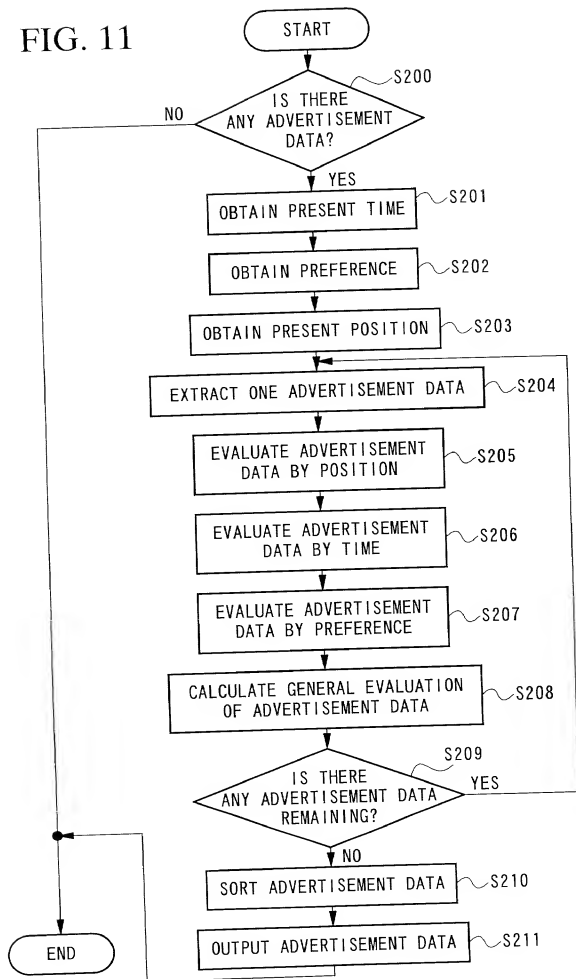 FIG. 11
START
S200
IS THERE
ANY ADVERTISEMENT
DATA?
NO
YES
OBTAIN PRESENT TIME
S201
OBTAIN PREFERENCE
S202
OBTAIN PRESENT POSITION
S203
EXTRACT ONE ADVERTISEMENT DATA
S204
EVALUATE ADVERTISEMENT
DATA BY POSITION
S205
EVALUATE ADVERTISEMENT
DATA BY TIME
S206
EVALUATE ADVERTISEMENT
DATA BY PREFERENCE
S207
CALCULATE GENERAL EVALUATION
OF ADVERTISEMENT DATA
S208
S209
IS THERE
ANY ADVERTISEMENT DATA
REMAINING?
YES
NO
SORT ADVERTISEMENT DATA
S210
OUTPUT ADVERTISEMENT DATA
S211
END